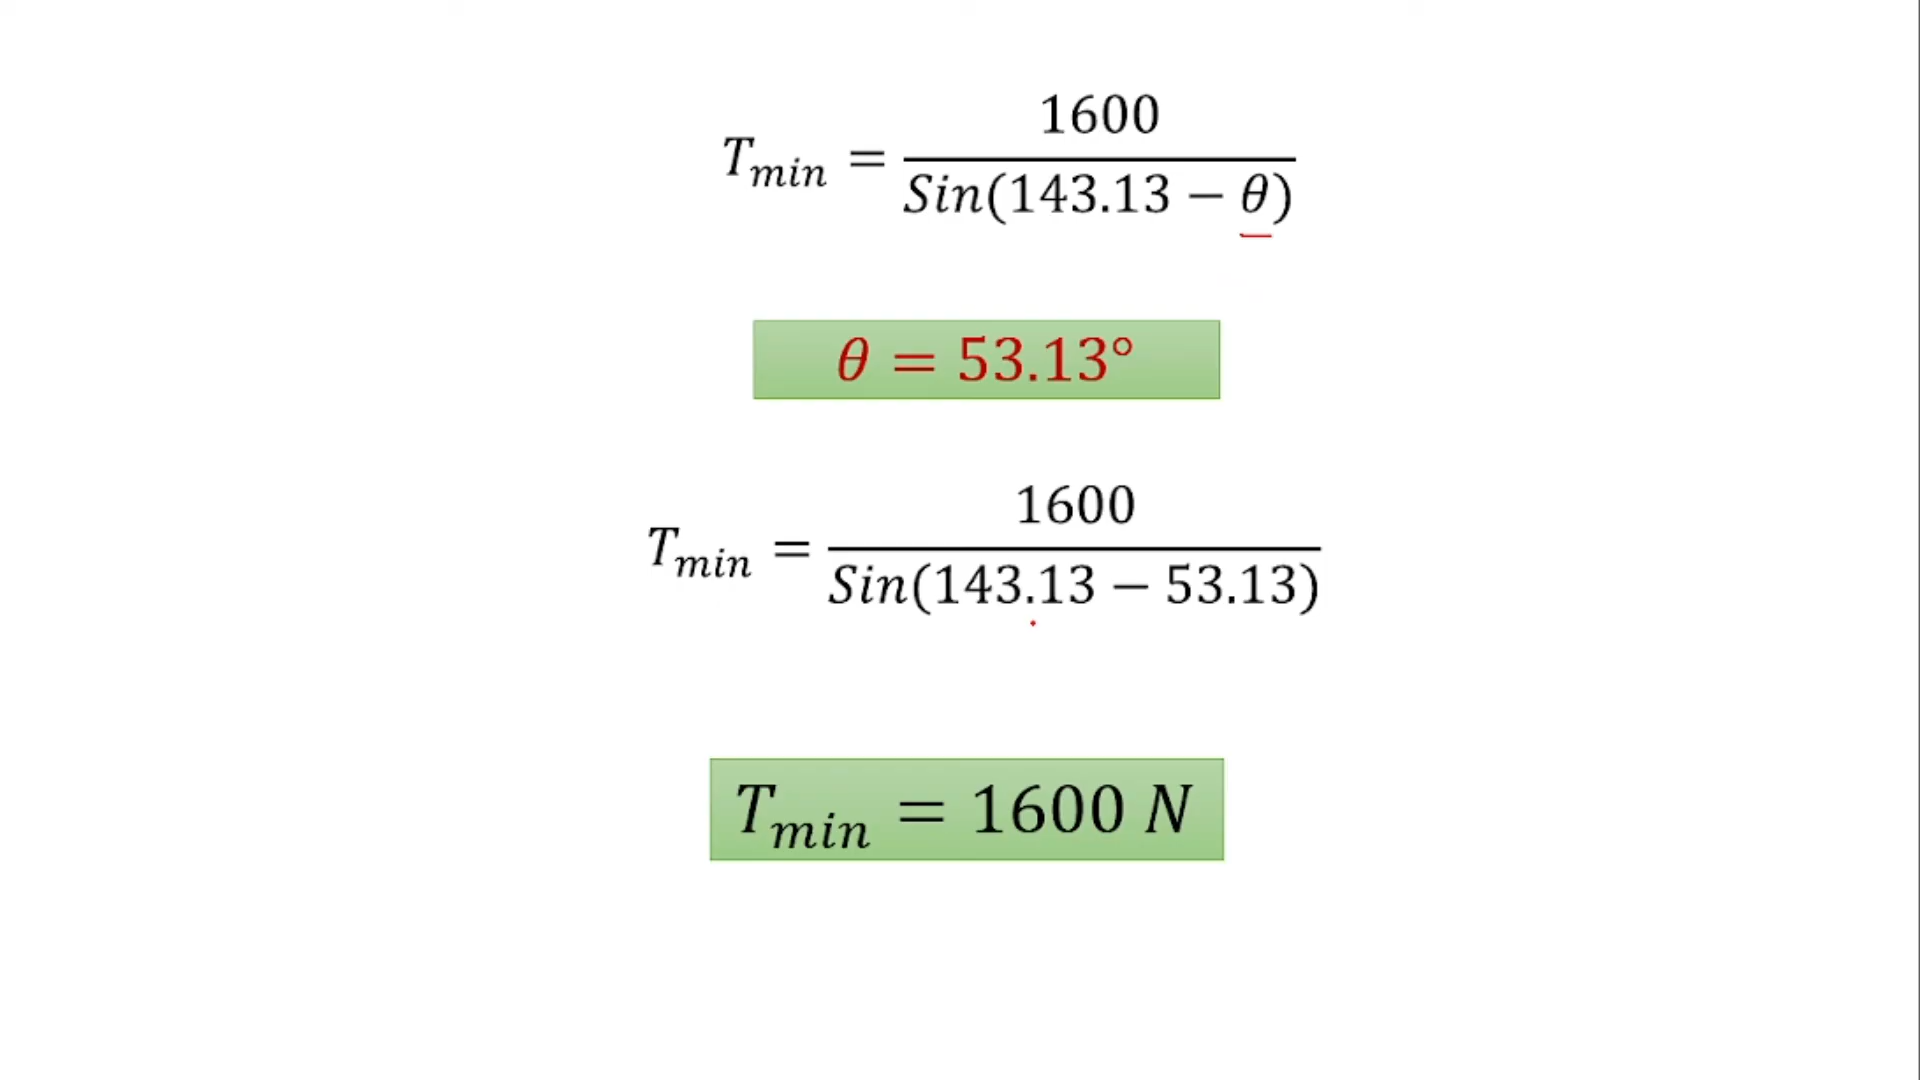 T_min = 1600 / Sin(143.13 − θ)
θ = 53.13°
T_min = 1600 / Sin(143.13 − 53.13)
T_min = 1600 N